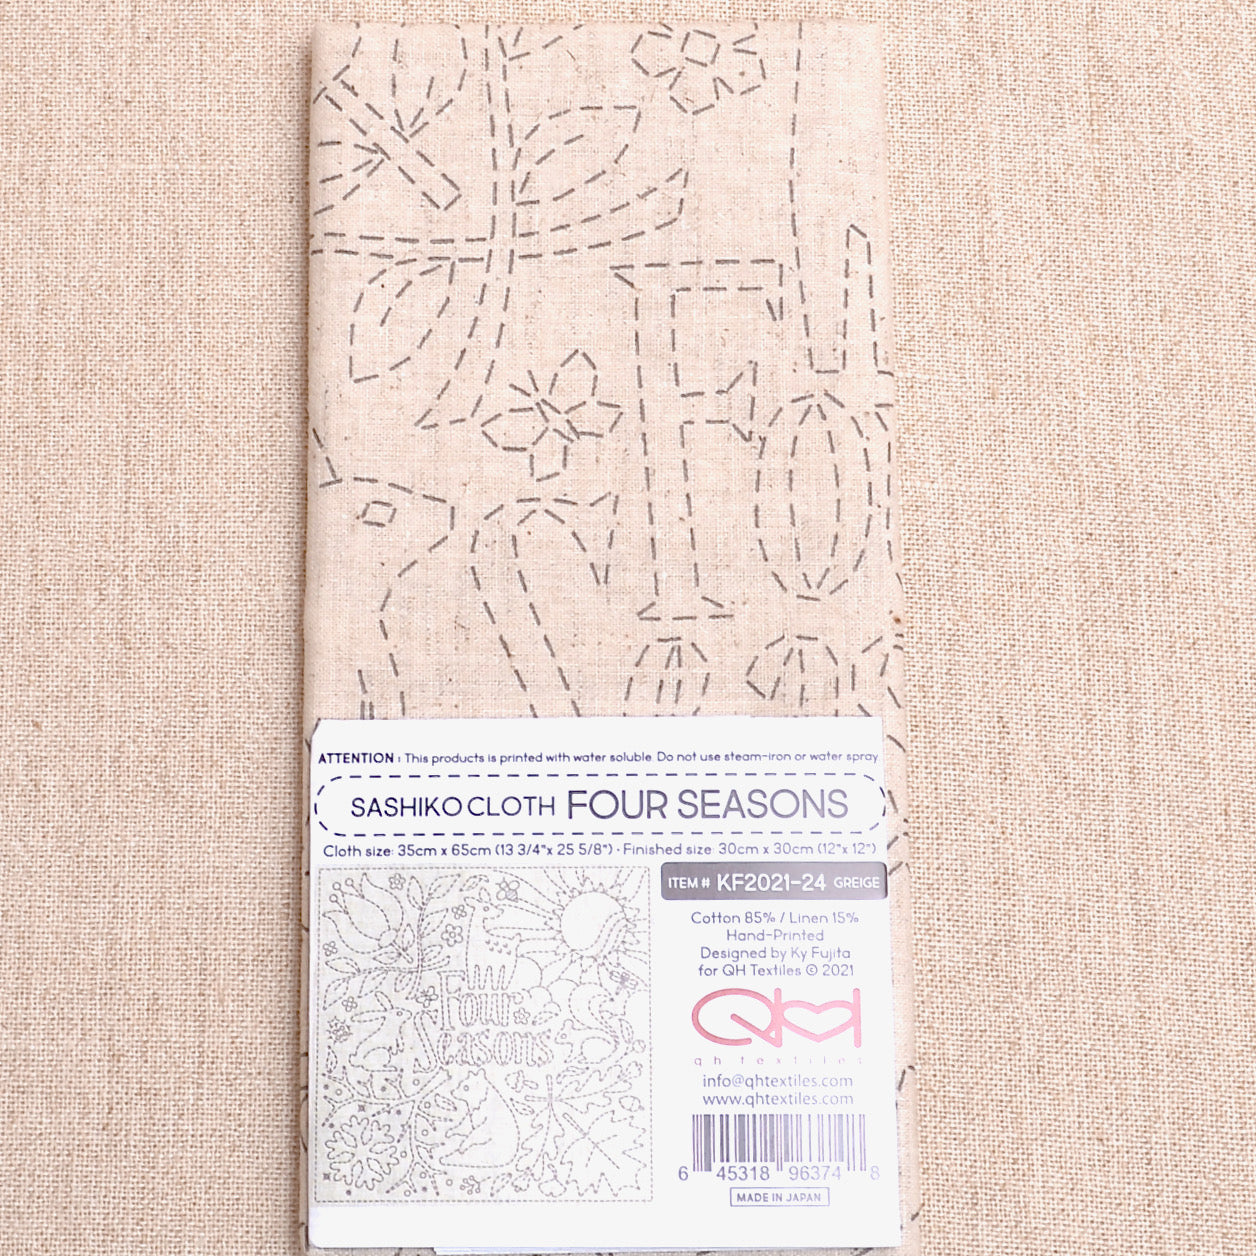 ATTENTION : This products is printed with water soluble. Do not use steam-iron or water spray
SASHIKO CLOTH FOUR SEASONS
Cloth size: 35cm x 65cm (13 3/4"x 25 5/8") · Finished size: 30cm x 30cm (12"x 12")
ITEM # KF2021-24 GREIGE
Cotton 85% / Linen 15%
Hand-Printed
Designed by Ky Fujita
for QH Textiles © 2021
QH
qh textiles
info@qhtextiles.com
www.qhtextiles.com
6 45318 96374 8
MADE IN JAPAN
Four
Seasons